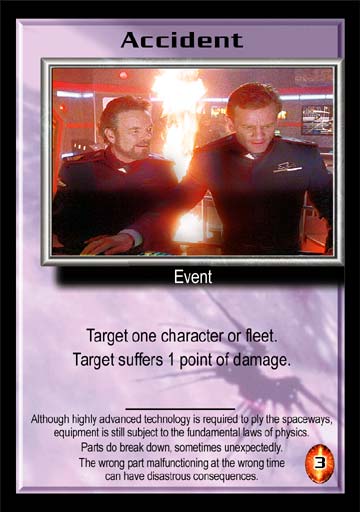 Accident
Event
Target one character or fleet.
Target suffers 1 point of damage.
Although highly advanced technology is required to ply the spaceways,
equipment is still subject to the fundamental laws of physics.
Parts do break down, sometimes unexpectedly.
The wrong part malfunctioning at the wrong time
can have disastrous consequences.
3